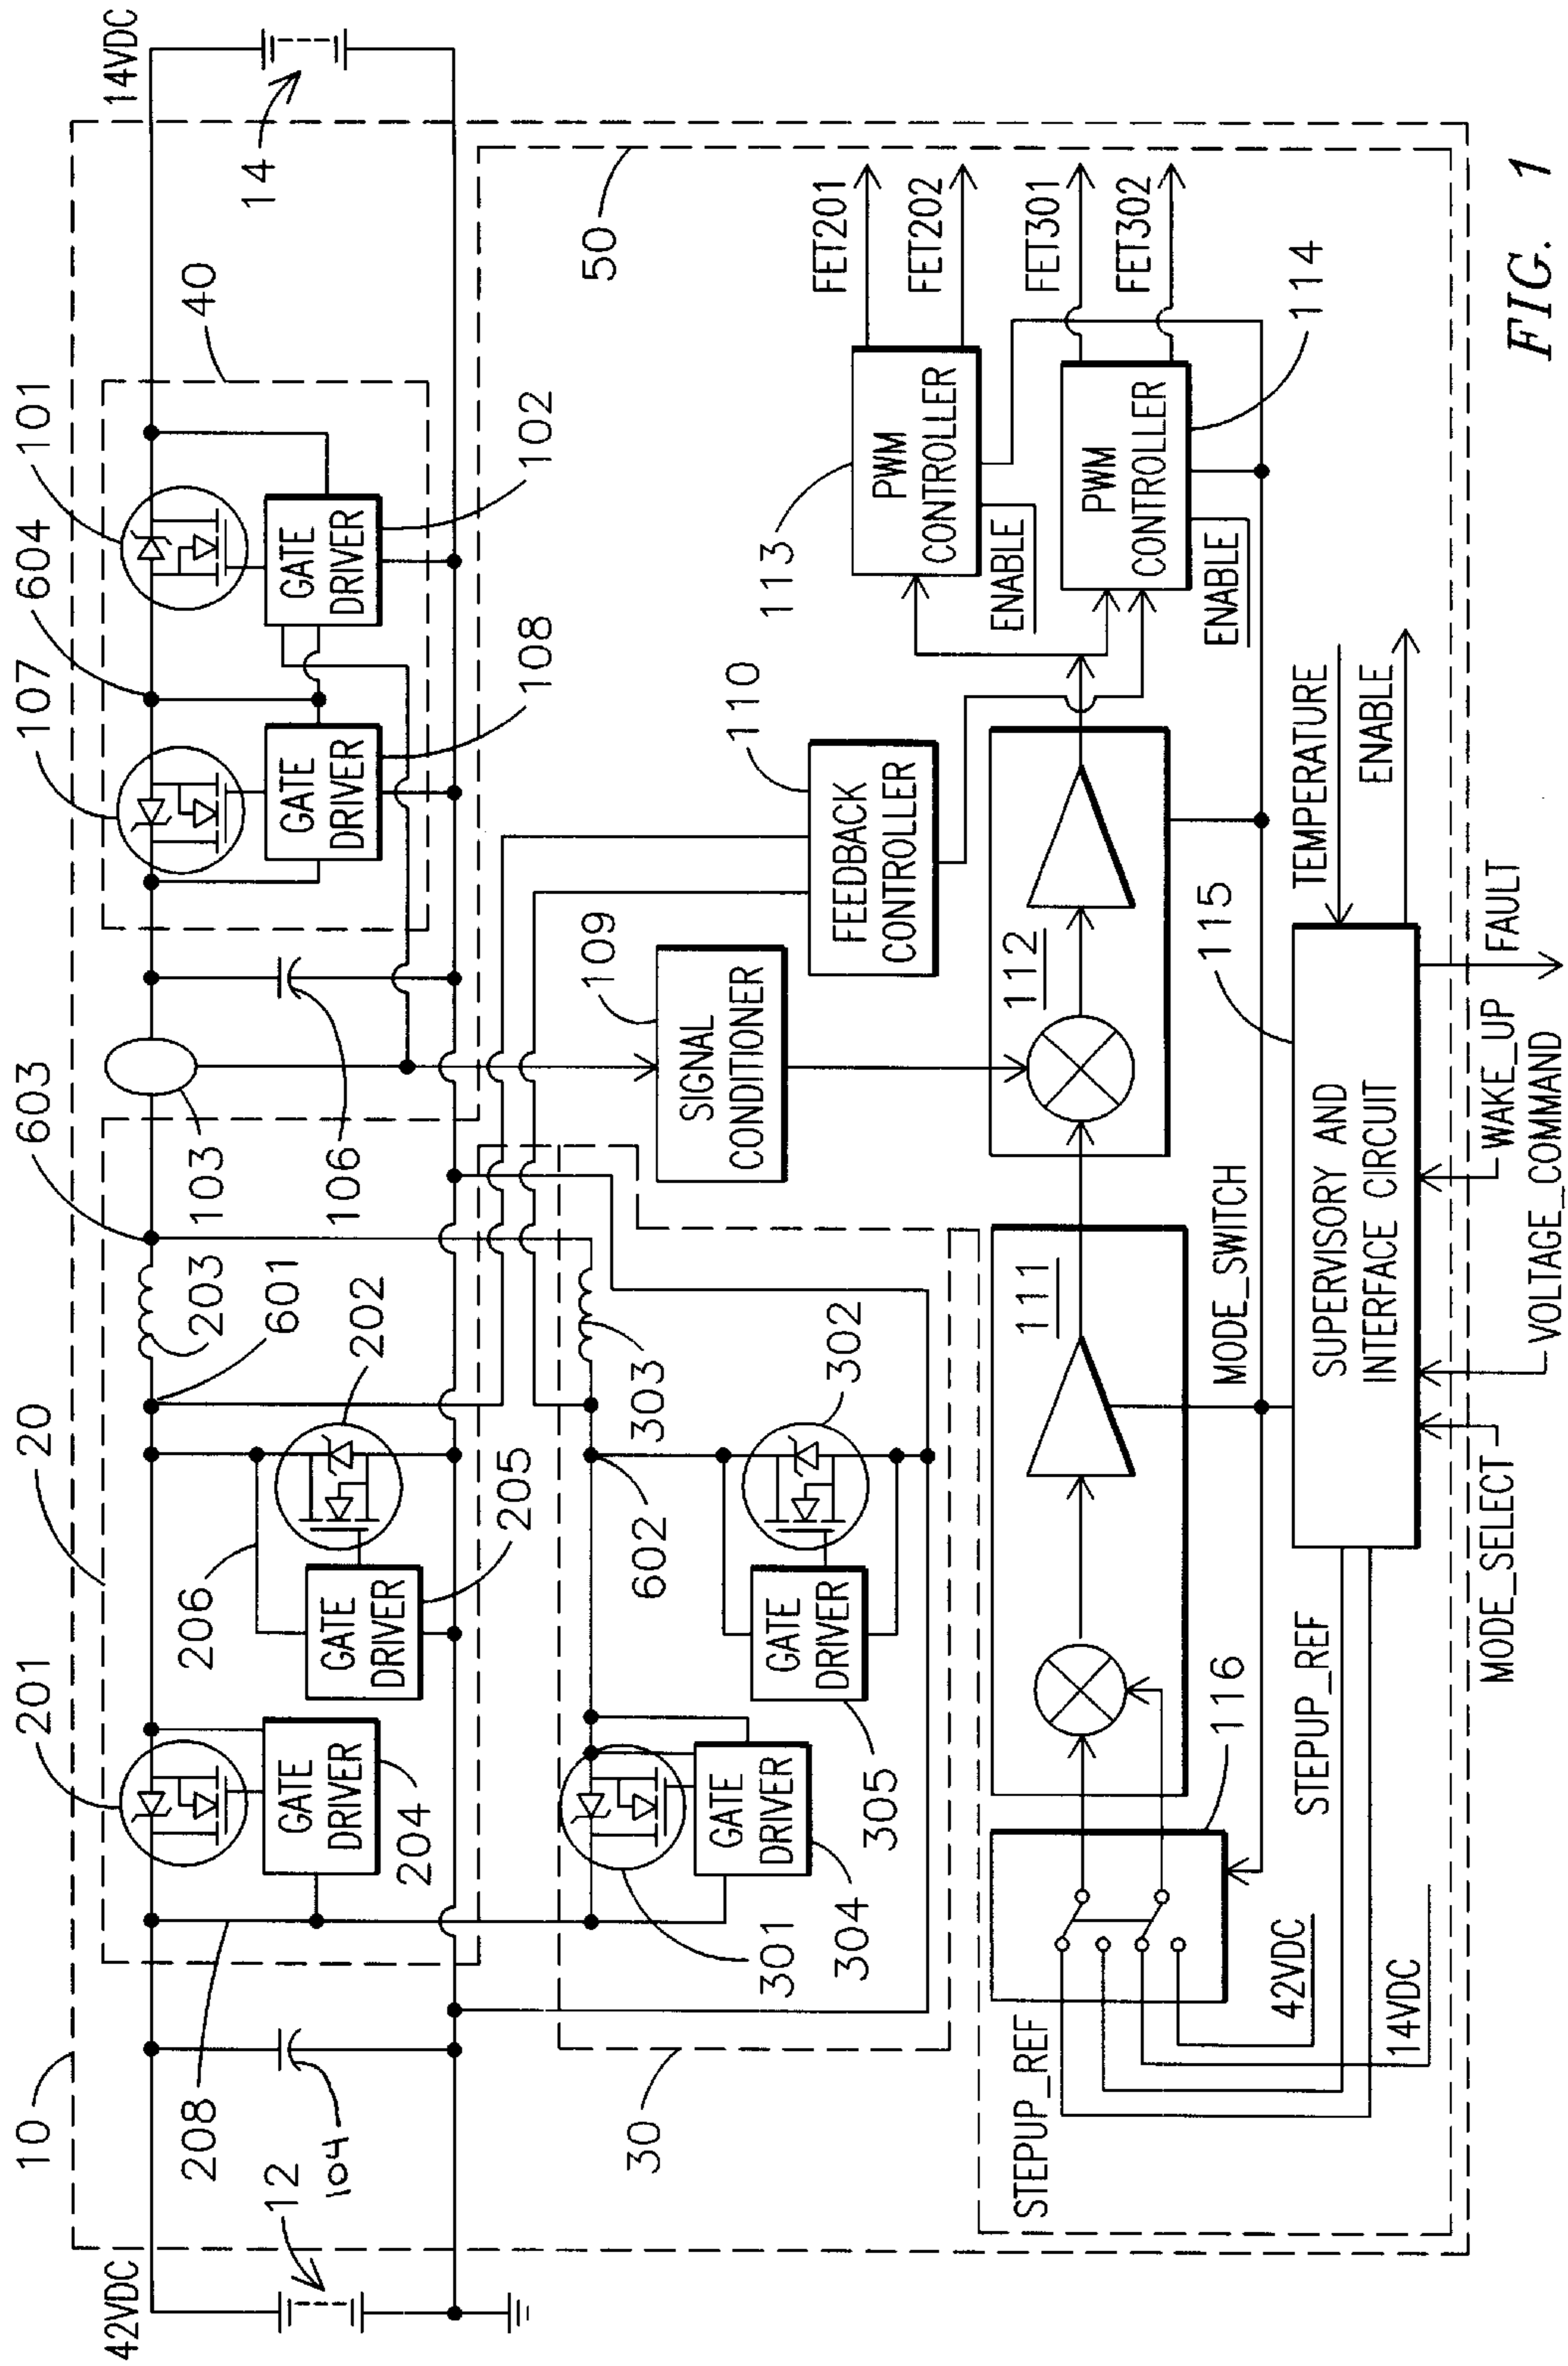 42VDC
12
104
10
208
201
GATE
DRIVER
204
206
20
GATE
DRIVER
205
202
601
203
603
103
106
107
604
101
GATE
DRIVER
108
GATE
DRIVER
102
40
14VDC
14
50
30
301
GATE
DRIVER
304
602
GATE
DRIVER
305
302
303
SIGNAL
CONDITIONER
109
FEEDBACK
CONTROLLER
110
113
PWM
CONTROLLER
ENABLE
FET201
FET202
PWM
CONTROLLER
ENABLE
FET301
FET302
114
STEPUP_REF
116
111
112
42VDC
14VDC
STEPUP_REF
MODE_SWITCH
115
SUPERVISORY AND
INTERFACE CIRCUIT
TEMPERATURE
ENABLE
MODE_SELECT
VOLTAGE_COMMAND
WAKE_UP
FAULT
FIG. 1